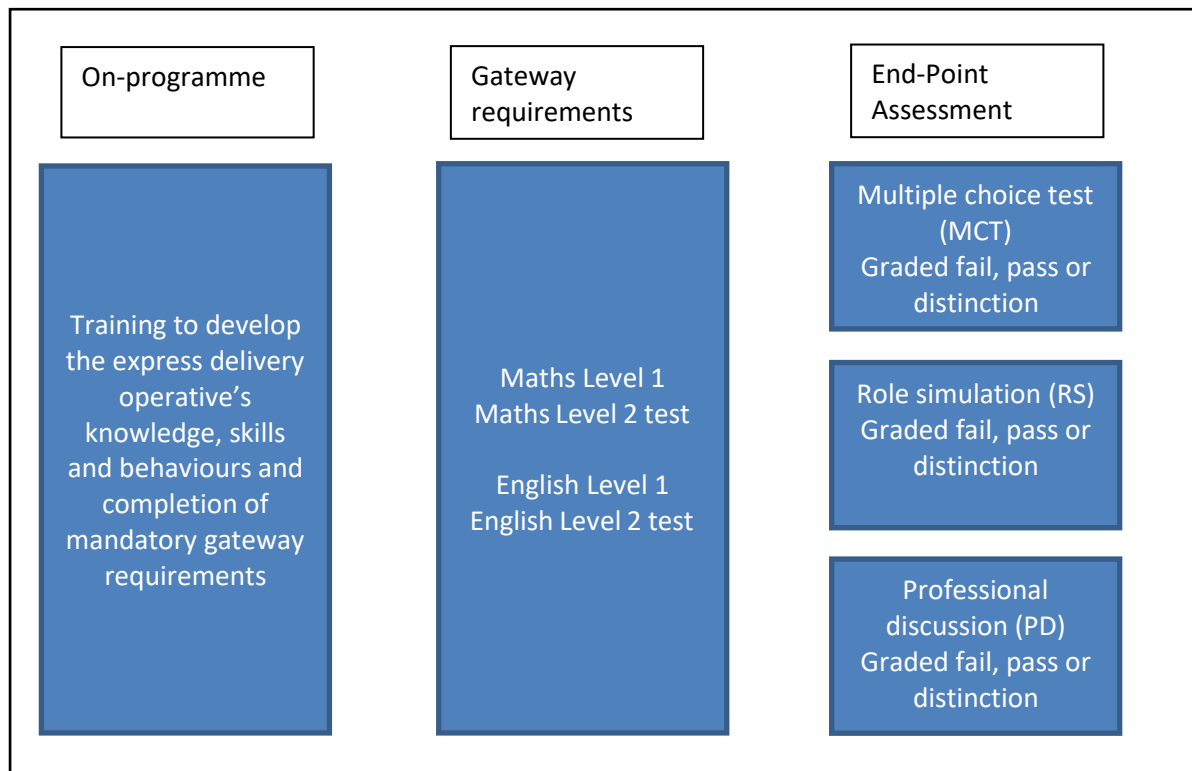 On-programme
Training to develop
the express delivery
operative’s
knowledge, skills
and behaviours and
completion of
mandatory gateway
requirements
Gateway
requirements
Maths Level 1
Maths Level 2 test
English Level 1
English Level 2 test
End-Point
Assessment
Multiple choice test
(MCT)
Graded fail, pass or
distinction
Role simulation (RS)
Graded fail, pass or
distinction
Professional
discussion (PD)
Graded fail, pass or
distinction